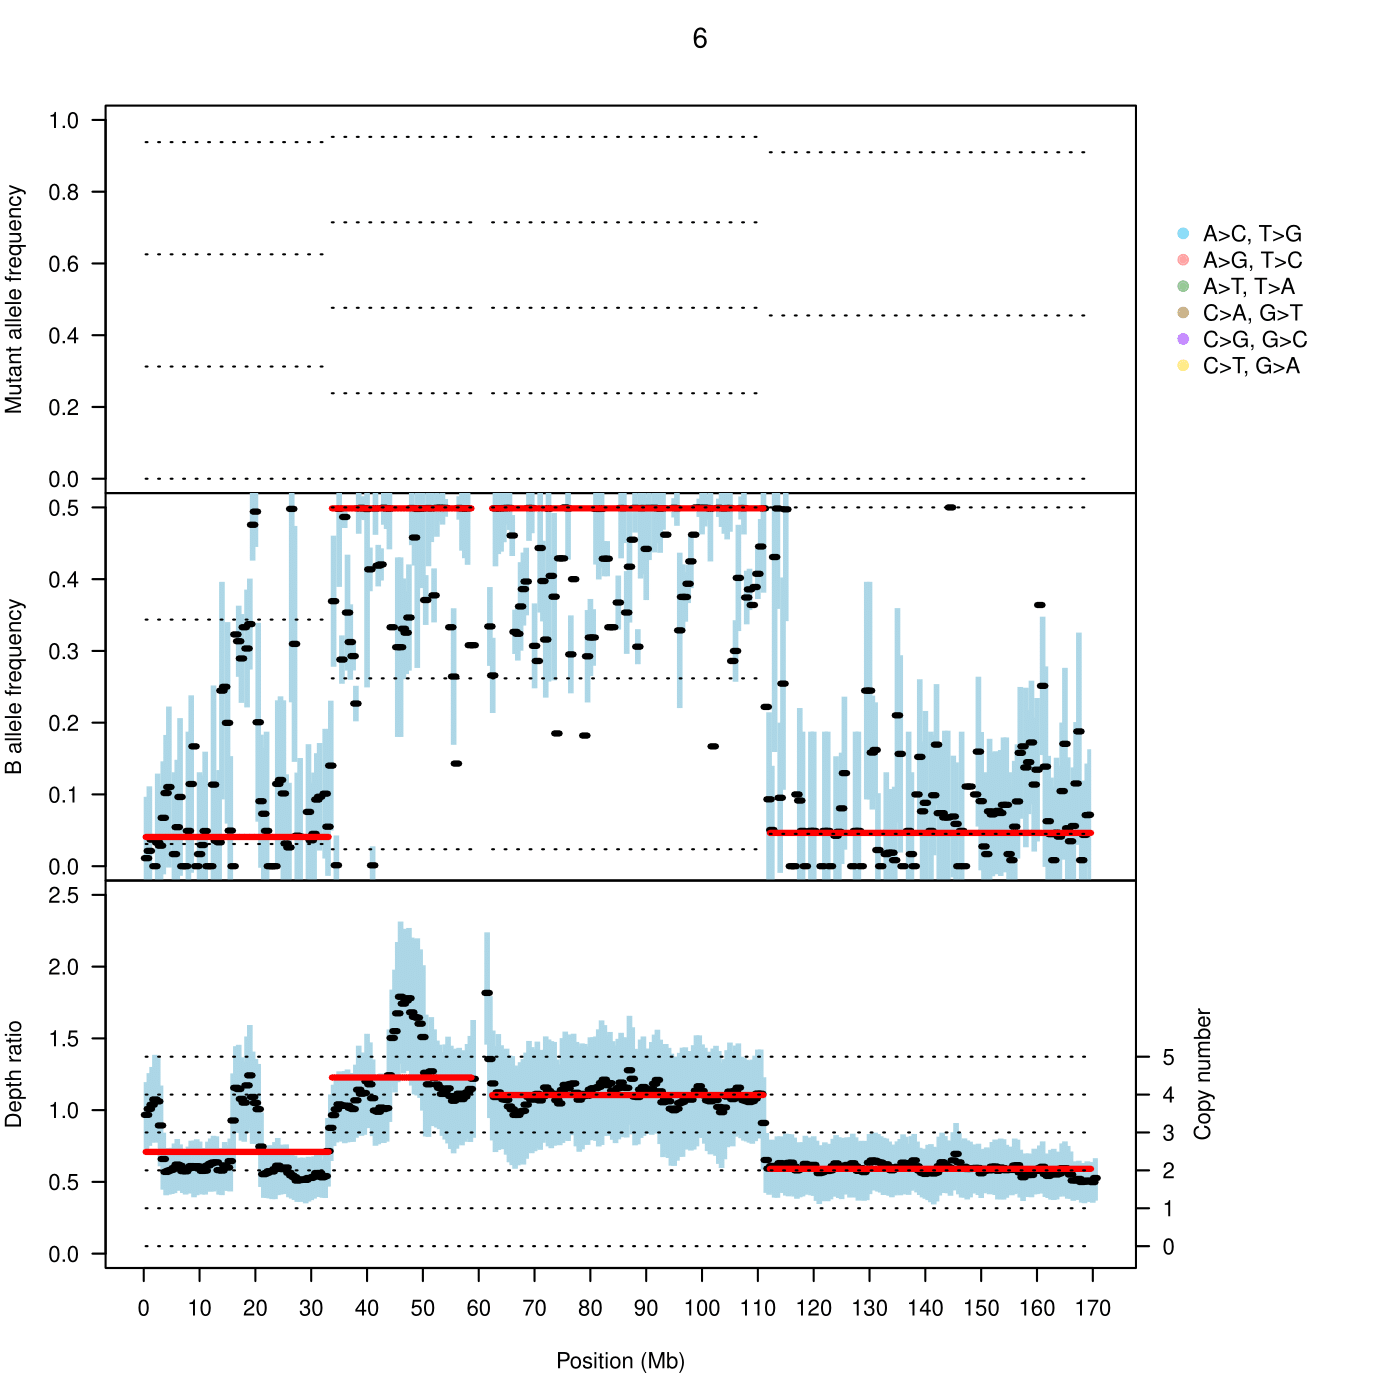 6
Mutant allele frequency
1.0
0.8
0.6
0.4
0.2
0.0
A>C, T>G
A>G, T>C
A>T, T>A
C>A, G>T
C>G, G>C
C>T, G>A
B allele frequency
0.5
0.4
0.3
0.2
0.1
0.0
Depth ratio
2.5
2.0
1.5
1.0
0.5
0.0
Copy number
5
4
3
2
1
0
0 10 20 30 40 50 60 70 80 90 100 110 120 130 140 150 160 170
Position (Mb)